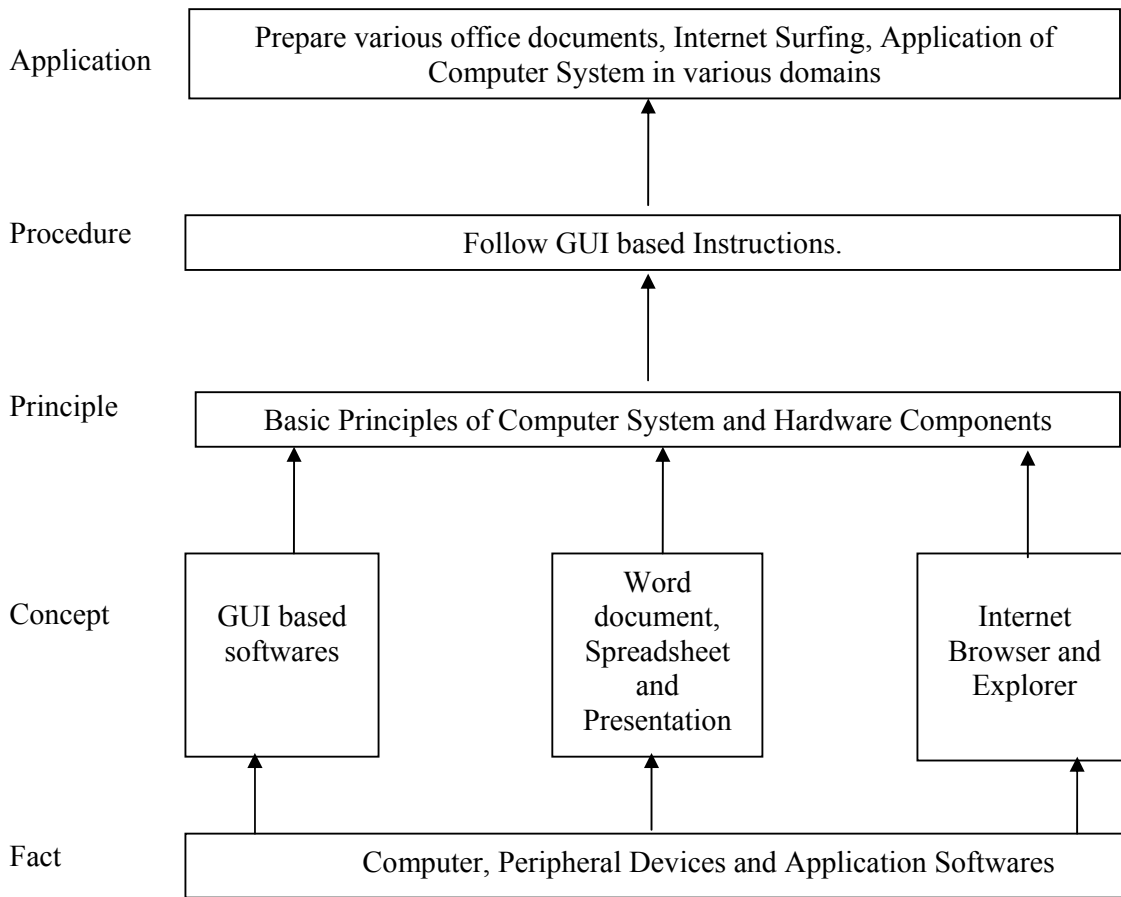 Application
Prepare various office documents, Internet Surfing, Application of
Computer System in various domains
Procedure
Follow GUI based Instructions.
Principle
Basic Principles of Computer System and Hardware Components
Concept
GUI based
softwares
Word
document,
Spreadsheet
and
Presentation
Internet
Browser and
Explorer
Fact
Computer, Peripheral Devices and Application Softwares